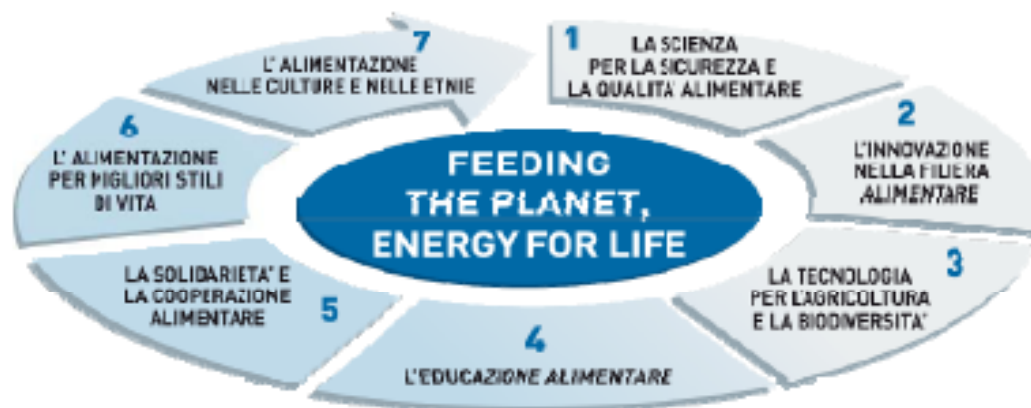 1
LA SCIENZA
PER LA SICUREZZA E
LA QUALITA' ALIMENTARE
2
L'INNOVAZIONE
NELLA FILIERA
ALIMENTARE
3
LA TECNOLOGIA
PER L'AGRICOLTURA
E LA BIODIVERSITA'
4
L'EDUCAZIONE ALIMENTARE
5
LA SOLIDARIETA' E
LA COOPERAZIONE
ALIMENTARE
6
L' ALIMENTAZIONE
PER MIGLIORI STILI
DI VITA
7
L' ALIMENTAZIONE
NELLE CULTURE E NELLE ETNIE
FEEDING
THE PLANET,
ENERGY FOR LIFE